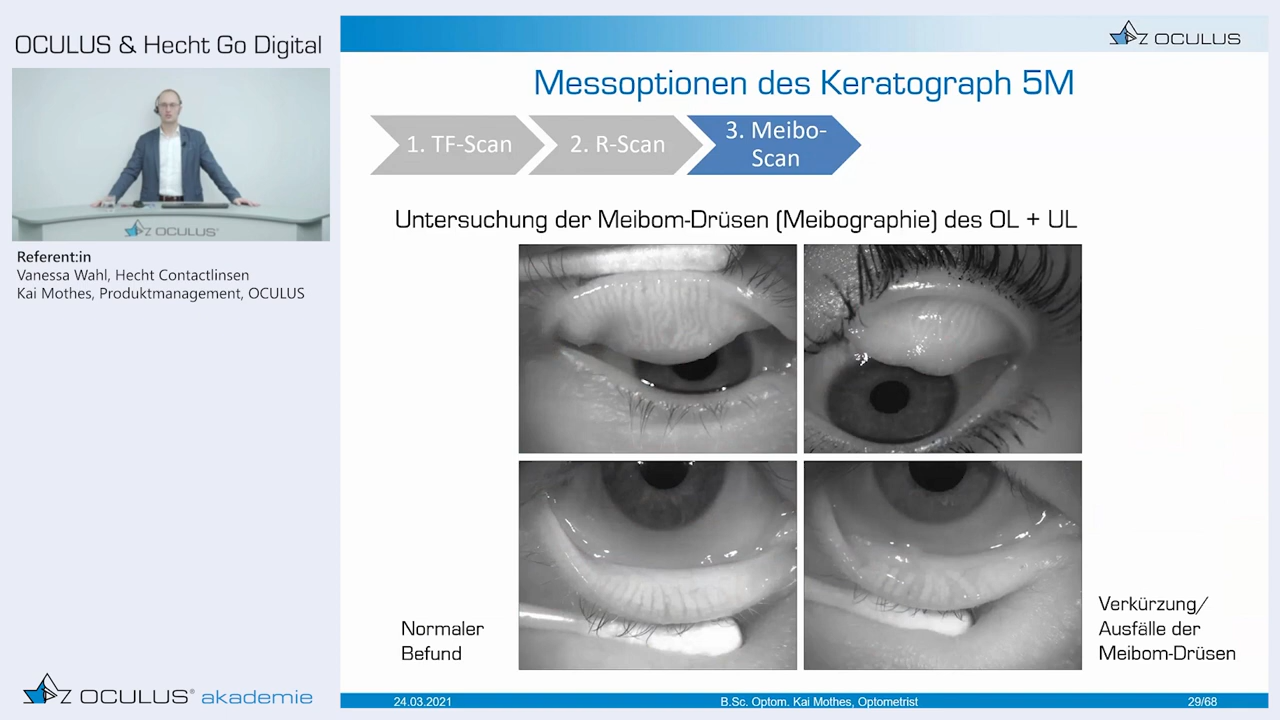 OCULUS & Hecht Go Digital
OCULUS®
Referent:in
Vanessa Wahl, Hecht Contactlinsen
Kai Mothes, Produktmanagement, OCULUS
OCULUS® akademie
OCULUS
Messoptionen des Keratograph 5M
1. TF-Scan
2. R-Scan
3. Meibo-
Scan
Untersuchung der Meibom-Drüsen (Meibographie) des OL + UL
Normaler
Befund
Verkürzung/
Ausfälle der
Meibom-Drüsen
24.03.2021
B.Sc. Optom. Kai Mothes, Optometrist
29/68